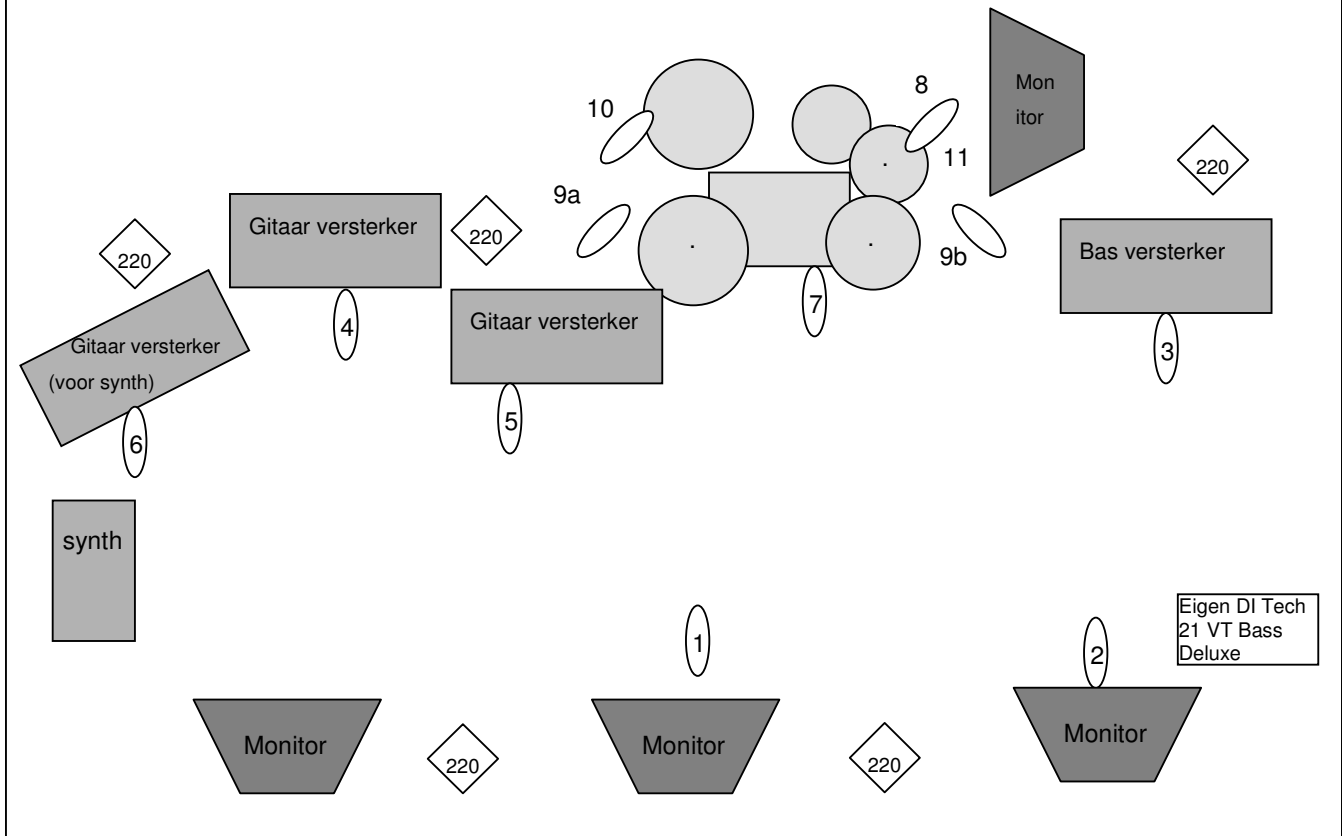 Mon
itor
8
10
11
220
9a
Gitaar versterker
220
220
9b
Bas versterker
7
Gitaar versterker
4
3
Gitaar versterker
(voor synth)
5
6
synth
Eigen DI Tech
21 VT Bass
Deluxe
1
2
Monitor
Monitor
Monitor
220
220